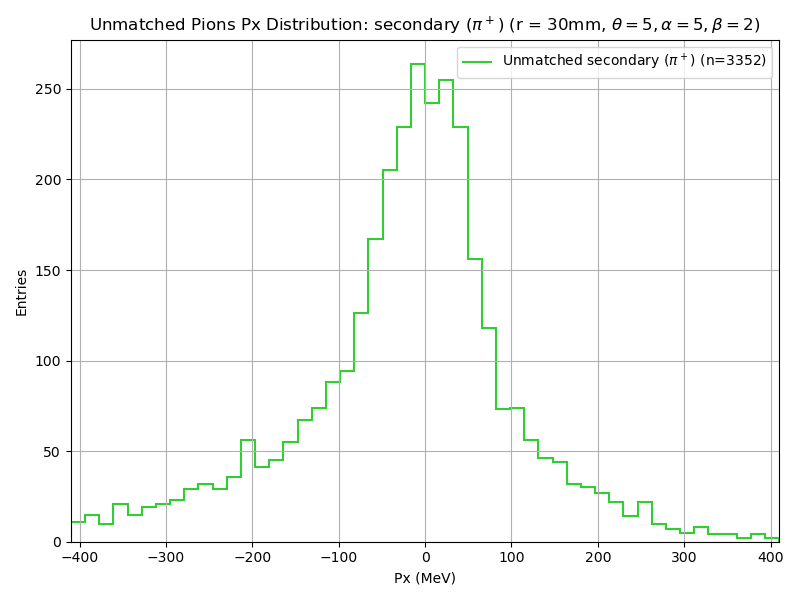 Unmatched Pions Px Distribution: secondary (π⁺) (r = 30mm, θ = 5, α = 5, β = 2)
Unmatched secondary (π⁺) (n=3352)
250
200
150
100
50
0
Entries
−400 −300 −200 −100 0 100 200 300 400
Px (MeV)